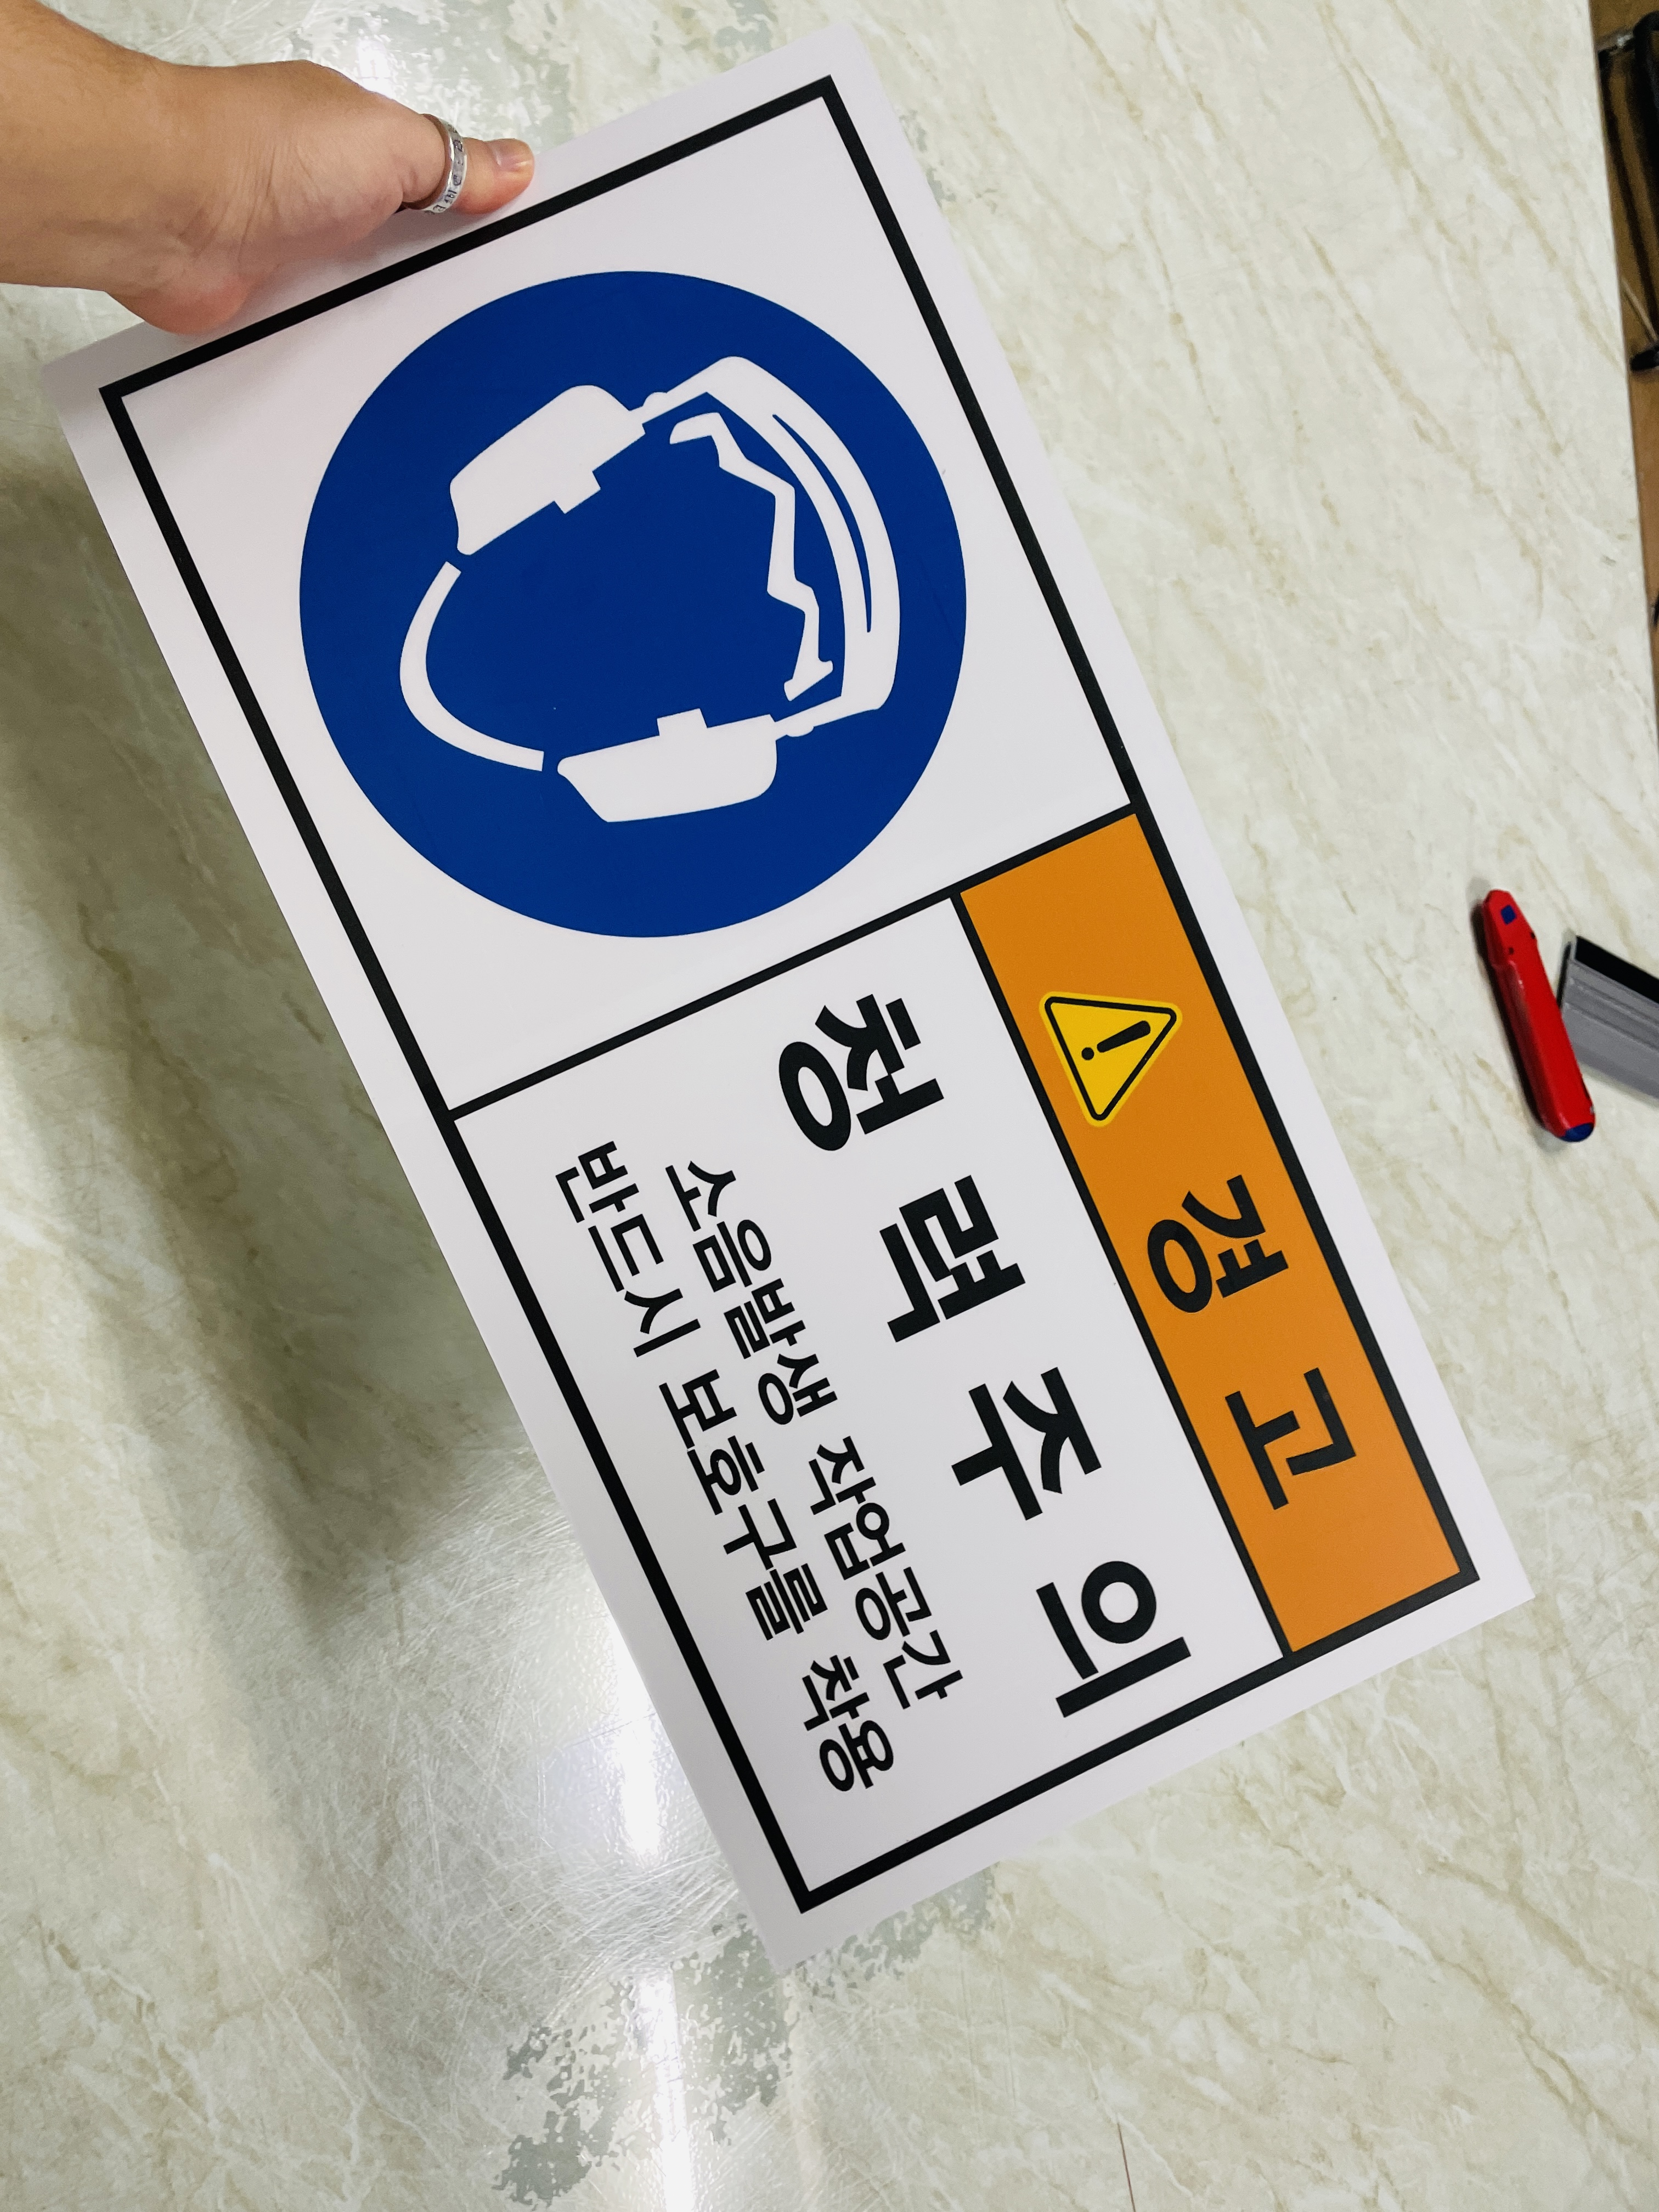 경 고
청 력 주 의
소음발생 작업공간
반드시 보호구를 착용